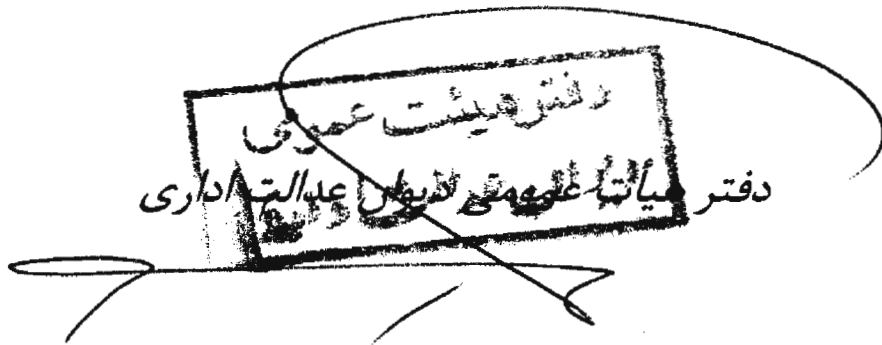 دفتر هیئت عمومی
دفتر هیأت عمومی دیوان عدالت اداری